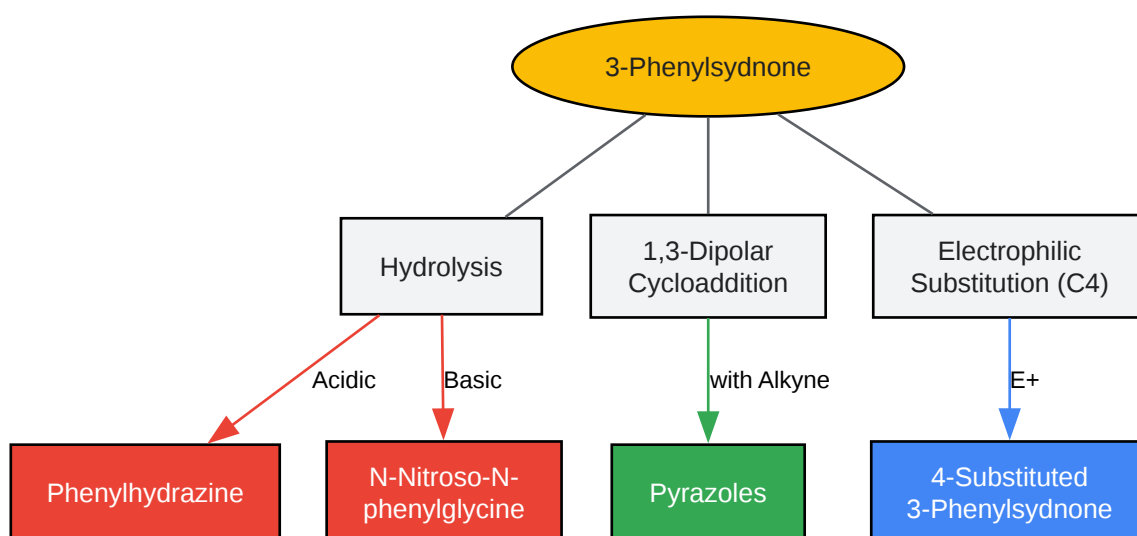 3-Phenylsydnone
Hydrolysis
1,3-Dipolar
Cycloaddition
Electrophilic
Substitution (C4)
Acidic
Basic
with Alkyne
E+
Phenylhydrazine
N-Nitroso-N-
phenylglycine
Pyrazoles
4-Substituted
3-Phenylsydnone